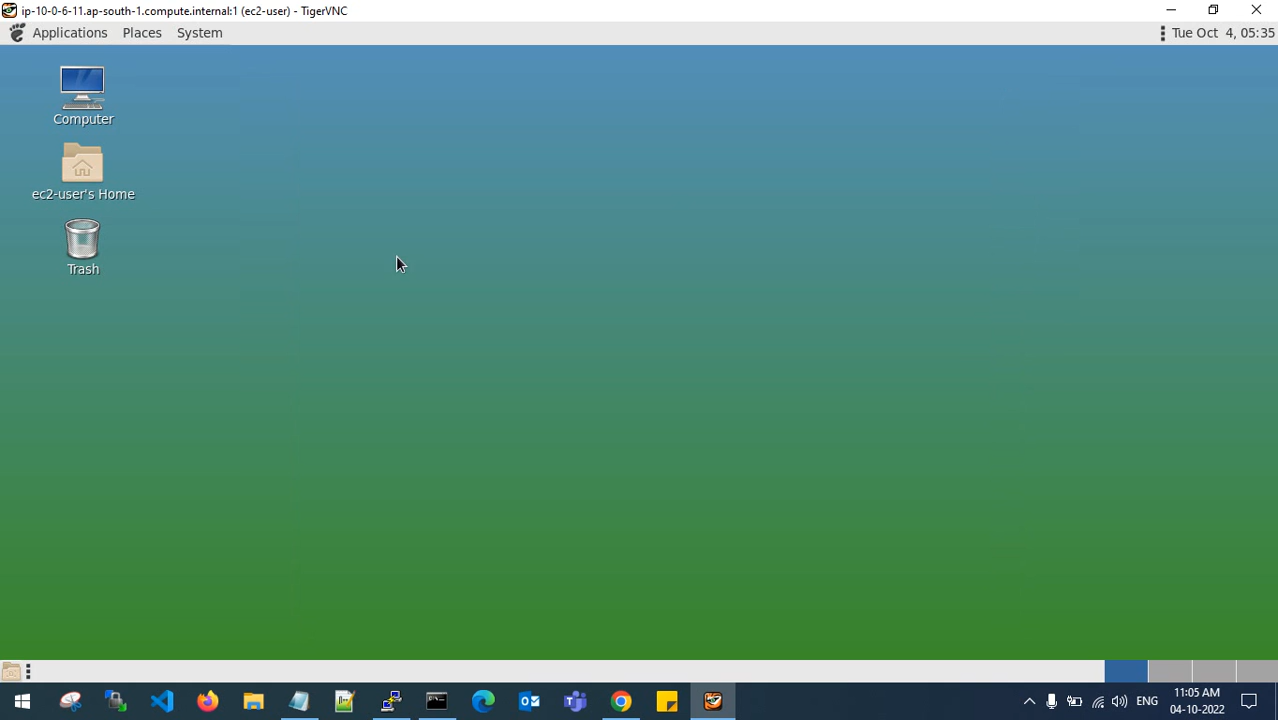 ip-10-0-6-11.ap-south-1.compute.internal:1 (ec2-user) - TigerVNC
Applications Places System
Tue Oct 4, 05:35
Computer
ec2-user's Home
Trash
ENG
11:05 AM
04-10-2022